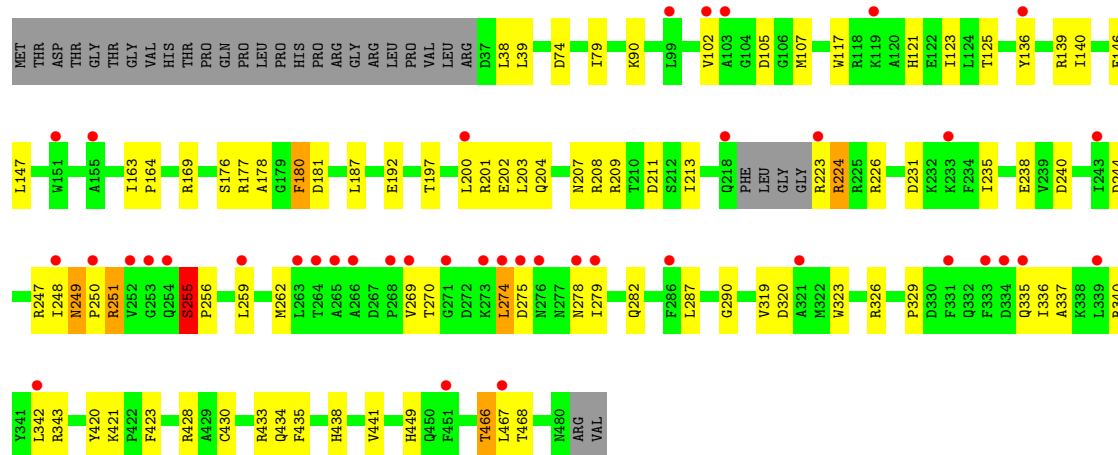 MET THR ASP THR GLY THR GLY VAL HIS THR PRO GLN PRO LEU PRO PRO HIS PRO ARG GLY ARG LEU PRO VAL LEU ARG D37 L38 L39 D74 I79 K90 L99 V102 A103 G104 D105 G106 M107 W117 R118 K119 A120 H121 E122 I123 L124 T125 Y136 R139 I140
L147 W151 A155 I163 P164 R169 S176 R177 A178 G179 F180 D181 L187 E192 T197 L200 R201 E202 L203 Q204 N207 R208 R209 T210 D211 S212 I213 Q218 PHE LEU GLY GLY R223 R224 R225 R226 D231 K232 K233 F234 I235 E238 V239 D240 I243 D244
R247 I248 N249 P250 R251 V252 G253 Q254 S255 P256 L259 M262 L263 T264 A265 A266 D267 P268 V269 T270 G271 D272 K273 L274 D275 N276 N277 N278 I279 Q282 F286 L287 G290 V319 D320 A321 M322 W323 R326 P329 D330 F331 Q332 F333 D334 Q335 I336 A337 K338 L339 R340
Y341 L342 R343 Y420 K421 P422 F423 R428 A429 C430 R433 Q434 F435 H438 V441 H449 Q450 F451 T466 L467 T468 N480 ARG VAL